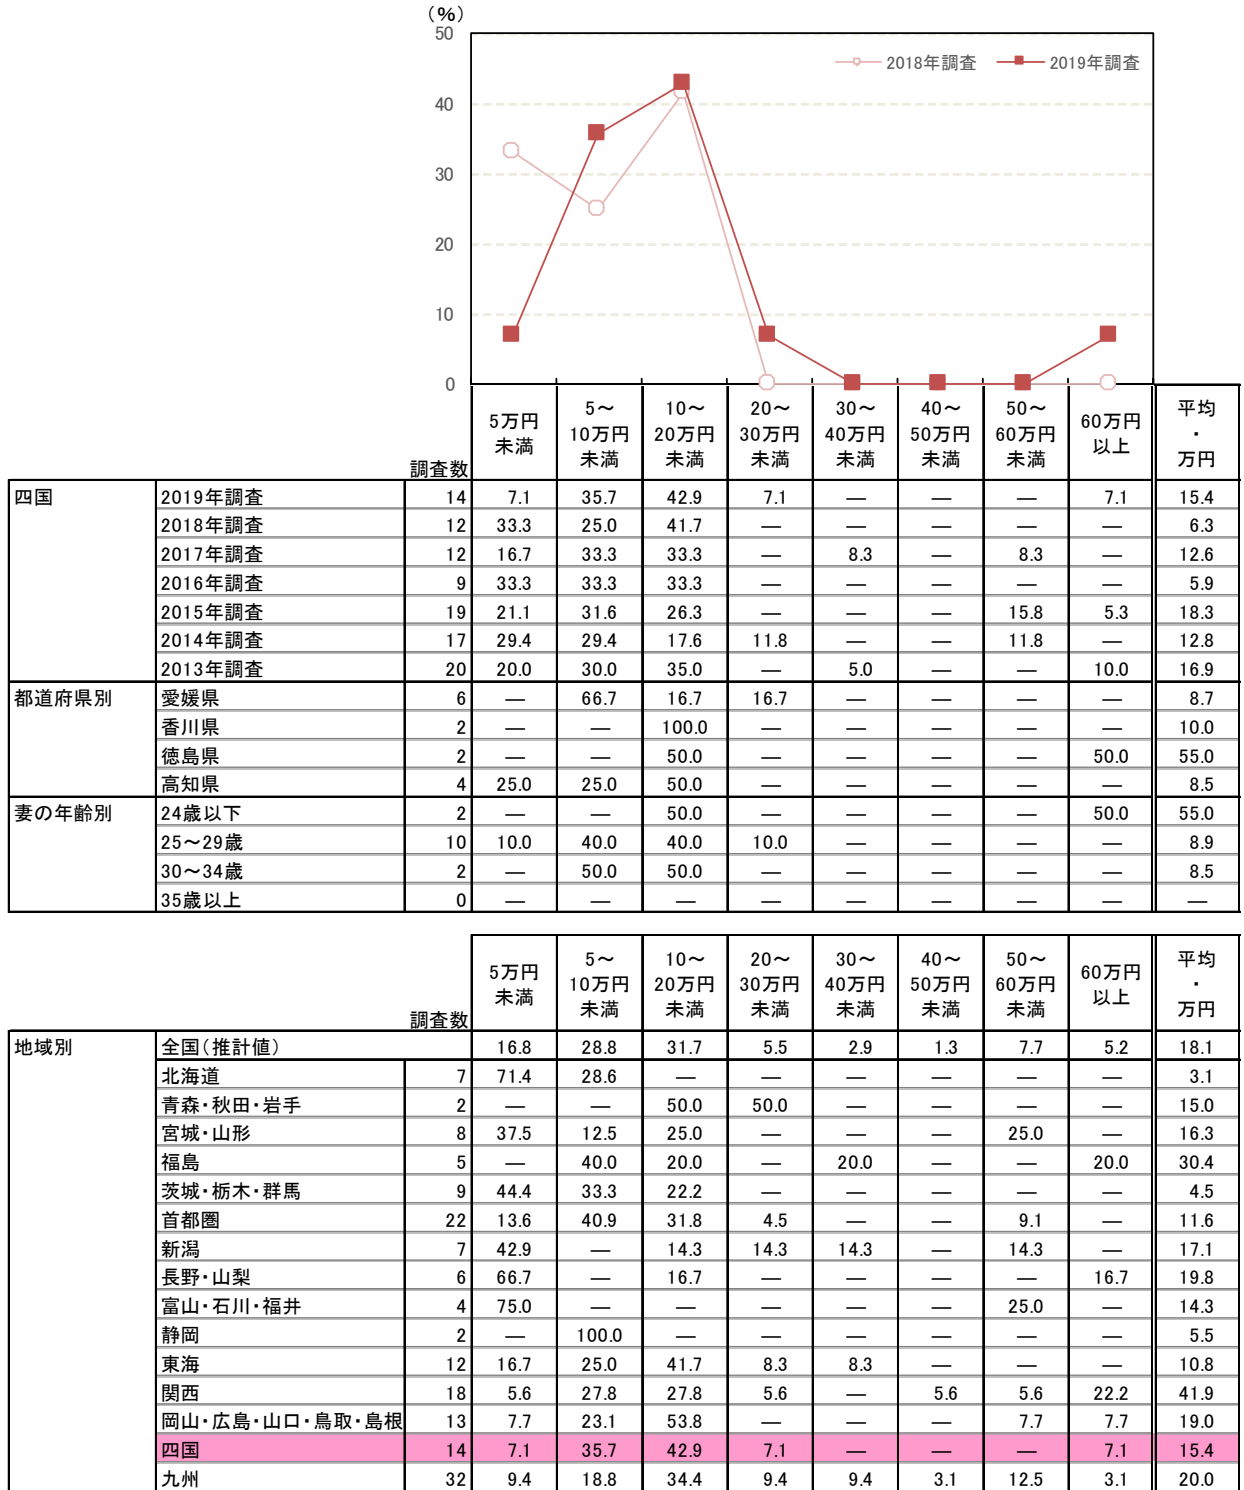 (%)
50
2018年調査 2019年調査
40
30
20
10
0
調査数 5万円未満 5～10万円未満 10～20万円未満 20～30万円未満 30～40万円未満 40～50万円未満 50～60万円未満 60万円以上 平均・万円
四国 2019年調査 14 7.1 35.7 42.9 7.1 — — — 7.1 15.4
2018年調査 12 33.3 25.0 41.7 — — — — — 6.3
2017年調査 12 16.7 33.3 33.3 — 8.3 — 8.3 — 12.6
2016年調査 9 33.3 33.3 33.3 — — — — — 5.9
2015年調査 19 21.1 31.6 26.3 — — — 15.8 5.3 18.3
2014年調査 17 29.4 29.4 17.6 11.8 — — 11.8 — 12.8
2013年調査 20 20.0 30.0 35.0 — 5.0 — — 10.0 16.9
都道府県別 愛媛県 6 — 66.7 16.7 16.7 — — — — 8.7
香川県 2 — — 100.0 — — — — — 10.0
徳島県 2 — — 50.0 — — — — 50.0 55.0
高知県 4 25.0 25.0 50.0 — — — — — 8.5
妻の年齢別 24歳以下 2 — — 50.0 — — — — 50.0 55.0
25～29歳 10 10.0 40.0 40.0 10.0 — — — — 8.9
30～34歳 2 — 50.0 50.0 — — — — — 8.5
35歳以上 0 — — — — — — — — —
調査数 5万円未満 5～10万円未満 10～20万円未満 20～30万円未満 30～40万円未満 40～50万円未満 50～60万円未満 60万円以上 平均・万円
地域別 全国(推計値) 16.8 28.8 31.7 5.5 2.9 1.3 7.7 5.2 18.1
北海道 7 71.4 28.6 — — — — — — 3.1
青森・秋田・岩手 2 — — 50.0 50.0 — — — — 15.0
宮城・山形 8 37.5 12.5 25.0 — — — 25.0 — 16.3
福島 5 — 40.0 20.0 — 20.0 — — 20.0 30.4
茨城・栃木・群馬 9 44.4 33.3 22.2 — — — — — 4.5
首都圏 22 13.6 40.9 31.8 4.5 — — 9.1 — 11.6
新潟 7 42.9 — 14.3 14.3 14.3 — 14.3 — 17.1
長野・山梨 6 66.7 — 16.7 — — — — 16.7 19.8
富山・石川・福井 4 75.0 — — — — — 25.0 — 14.3
静岡 2 — 100.0 — — — — — — 5.5
東海 12 16.7 25.0 41.7 8.3 8.3 — — — 10.8
関西 18 5.6 27.8 27.8 5.6 — 5.6 5.6 22.2 41.9
岡山・広島・山口・鳥取・島根 13 7.7 23.1 53.8 — — — 7.7 7.7 19.0
四国 14 7.1 35.7 42.9 7.1 — — — 7.1 15.4
九州 32 9.4 18.8 34.4 9.4 9.4 3.1 12.5 3.1 20.0